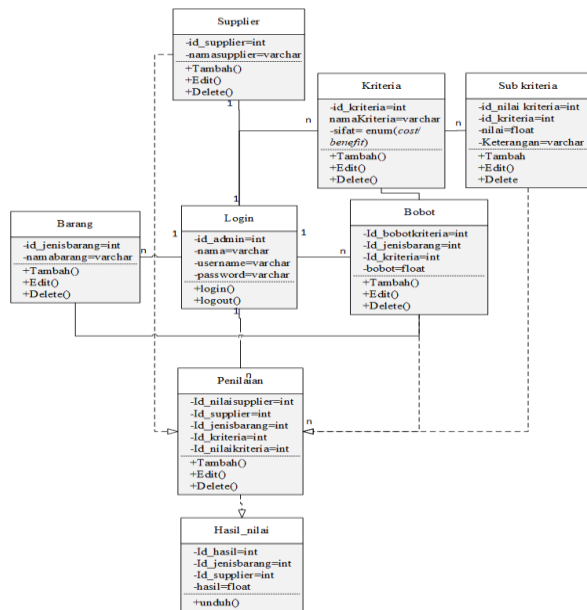 Supplier
-id_supplier=int
-namasupplier=varchar
+Tambah()
+Edit()
+Delete()
1
n
Kriteria
-id_kriteria=int
namaKriteria=varchar
-sifat= enum(cost/
benefit)
+Tambah()
+Edit()
+Delete()
n
Sub kriteria
-id_nilai kriteria=int
-id_kriteria=int
-nilai=float
-Keterangan=varchar
+Tambah
+Edit()
+Delete
Barang
-id_jenisbarang=int
-namabarang=varchar
+Tambah()
+Edit()
+Delete()
n
1
1
Login
-id_admin=int
-nama=varchar
-username=varchar
-password=varchar
+login()
+logout()
1
1
n
Bobot
-Id_bobotkriteria=int
-Id_jenisbarang=int
-Id_kriteria=int
-bobot=float
+Tambah()
+Edit()
+Delete()
n
Penilaian
-Id_nilaisupplier=int
-Id_supplier=int
-Id_jenisbarang=int
-Id_kriteria=int
-Id_nilaikriteria=int
+Tambah()
+Edit()
+Delete()
n
Hasil_nilai
-Id_hasil=int
-Id_jenisbarang=int
-Id_supplier=int
-hasil=float
+unduh()